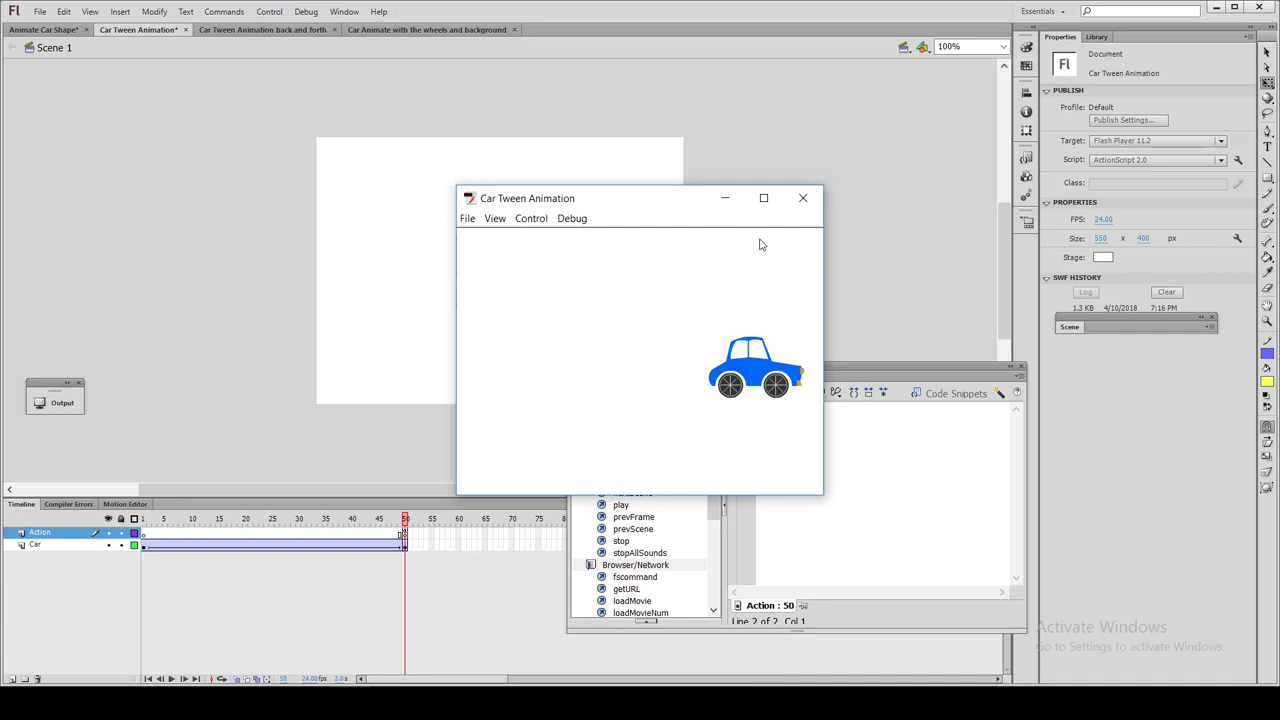 Fl File Edit View Insert Modify Text Commands Control Debug Window Help Essentials
Animate Car Shape* × Car Tween Animation* × Car Tween Animation back and forth × Car Animate with the wheels and background ×
Scene 1 100%
Properties Library
Fl Document
Car Tween Animation
PUBLISH
Profile: Default
Publish Settings...
Target: Flash Player 11.2
Script: ActionScript 2.0
Class:
PROPERTIES
FPS: 24.00
Size: 550 x 400 px
Stage:
SWF HISTORY
Log Clear
1.3 KB 4/10/2018 7:16 PM
Scene
Car Tween Animation
File View Control Debug
Output
Code Snippets
Timeline Compiler Errors Motion Editor
1 5 10 15 20 25 30 35 40 45 50 55 60 65 70 75 80
Action
Car
play
prevFrame
prevScene
stop
stopAllSounds
Browser/Network
fscommand
getURL
loadMovie
loadMovieNum
Action : 50
Line 2 of 2, Col 1
Activate Windows
Go to Settings to activate Windows.
50 24.00 fps 2.0 s